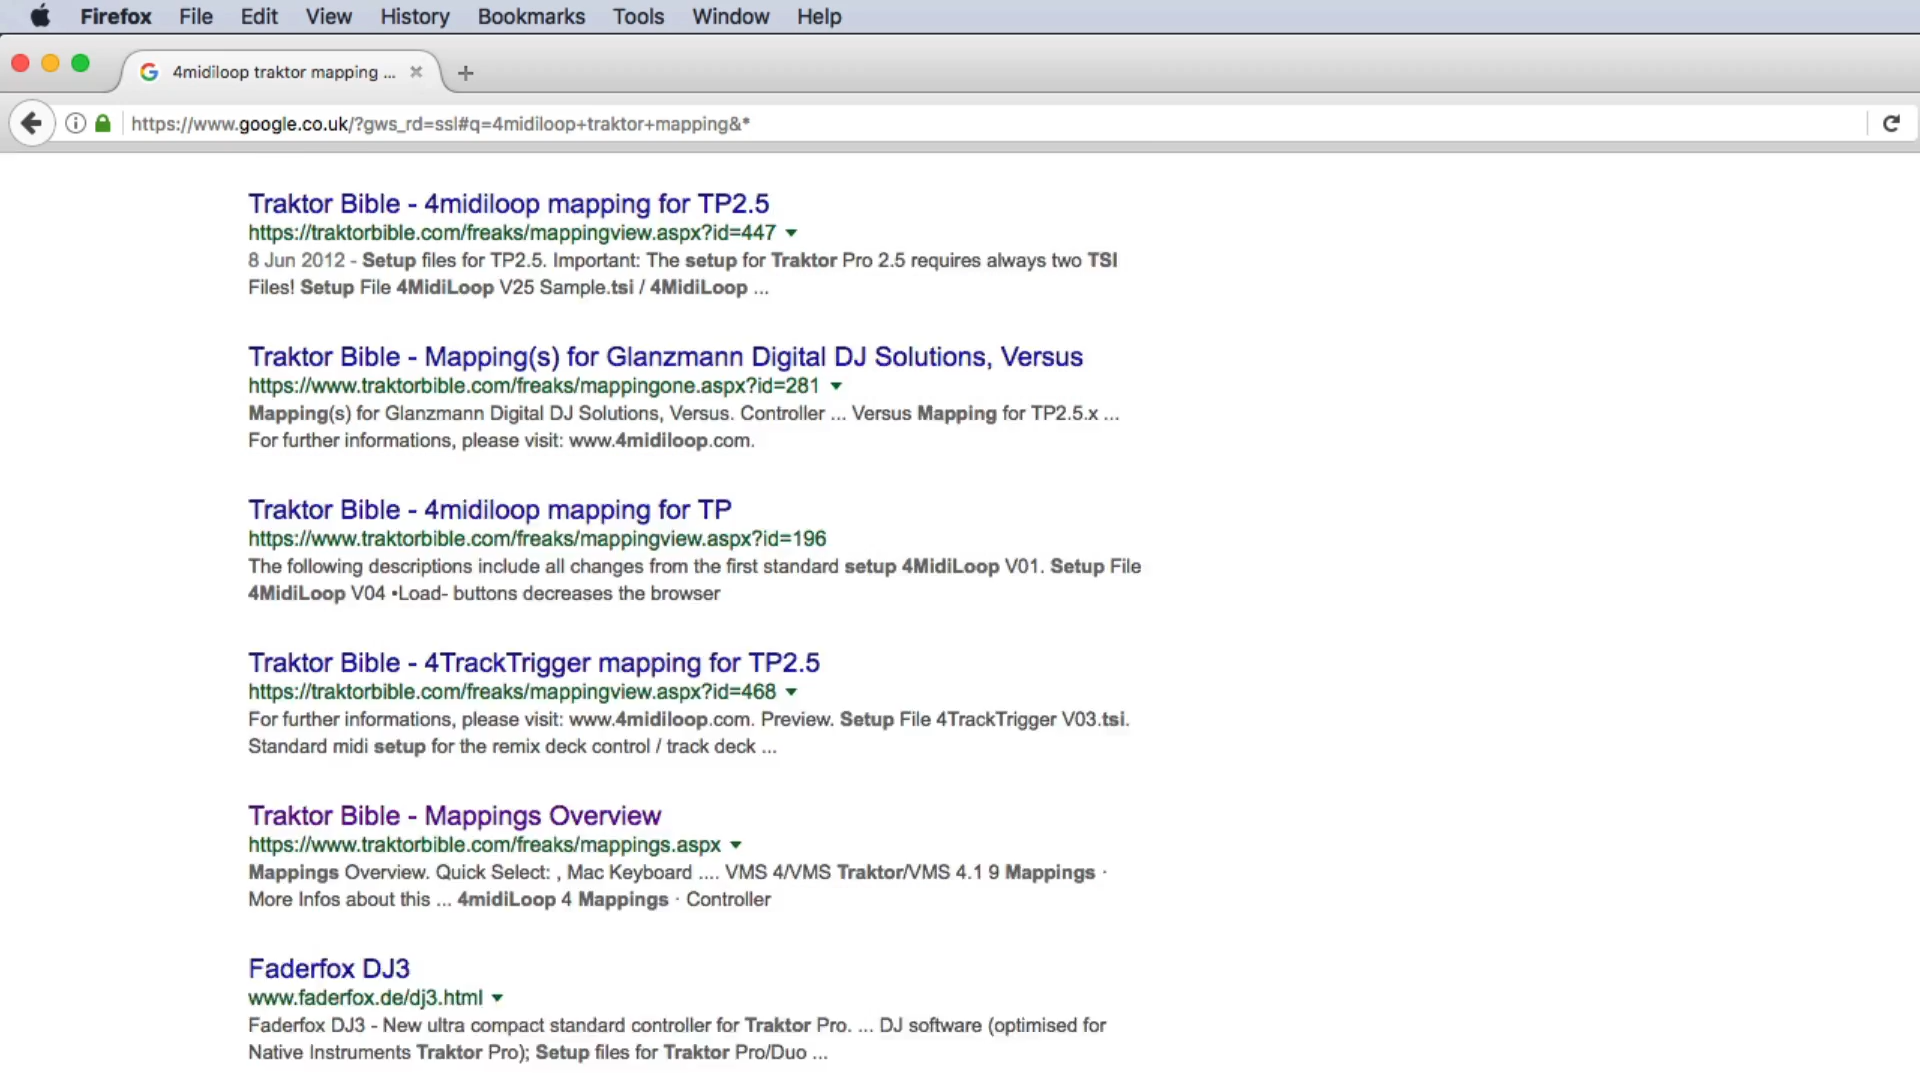 Firefox File Edit View History Bookmarks Tools Window Help
4midiloop traktor mapping ...
https://www.google.co.uk/?gws_rd=ssl#q=4midiloop+traktor+mapping&*
Traktor Bible - 4midiloop mapping for TP2.5
https://traktorbible.com/freaks/mappingview.aspx?id=447
8 Jun 2012 - Setup files for TP2.5. Important: The setup for Traktor Pro 2.5 requires always two TSI
Files! Setup File 4MidiLoop V25 Sample.tsi / 4MidiLoop ...
Traktor Bible - Mapping(s) for Glanzmann Digital DJ Solutions, Versus
https://www.traktorbible.com/freaks/mappingone.aspx?id=281
Mapping(s) for Glanzmann Digital DJ Solutions, Versus. Controller ... Versus Mapping for TP2.5.x ...
For further informations, please visit: www.4midiloop.com.
Traktor Bible - 4midiloop mapping for TP
https://www.traktorbible.com/freaks/mappingview.aspx?id=196
The following descriptions include all changes from the first standard setup 4MidiLoop V01. Setup File
4MidiLoop V04 •Load- buttons decreases the browser
Traktor Bible - 4TrackTrigger mapping for TP2.5
https://traktorbible.com/freaks/mappingview.aspx?id=468
For further informations, please visit: www.4midiloop.com. Preview. Setup File 4TrackTrigger V03.tsi.
Standard midi setup for the remix deck control / track deck ...
Traktor Bible - Mappings Overview
https://www.traktorbible.com/freaks/mappings.aspx
Mappings Overview. Quick Select: , Mac Keyboard .... VMS 4/VMS Traktor/VMS 4.1 9 Mappings ·
More Infos about this ... 4midiLoop 4 Mappings · Controller
Faderfox DJ3
www.faderfox.de/dj3.html
Faderfox DJ3 - New ultra compact standard controller for Traktor Pro. ... DJ software (optimised for
Native Instruments Traktor Pro); Setup files for Traktor Pro/Duo ...